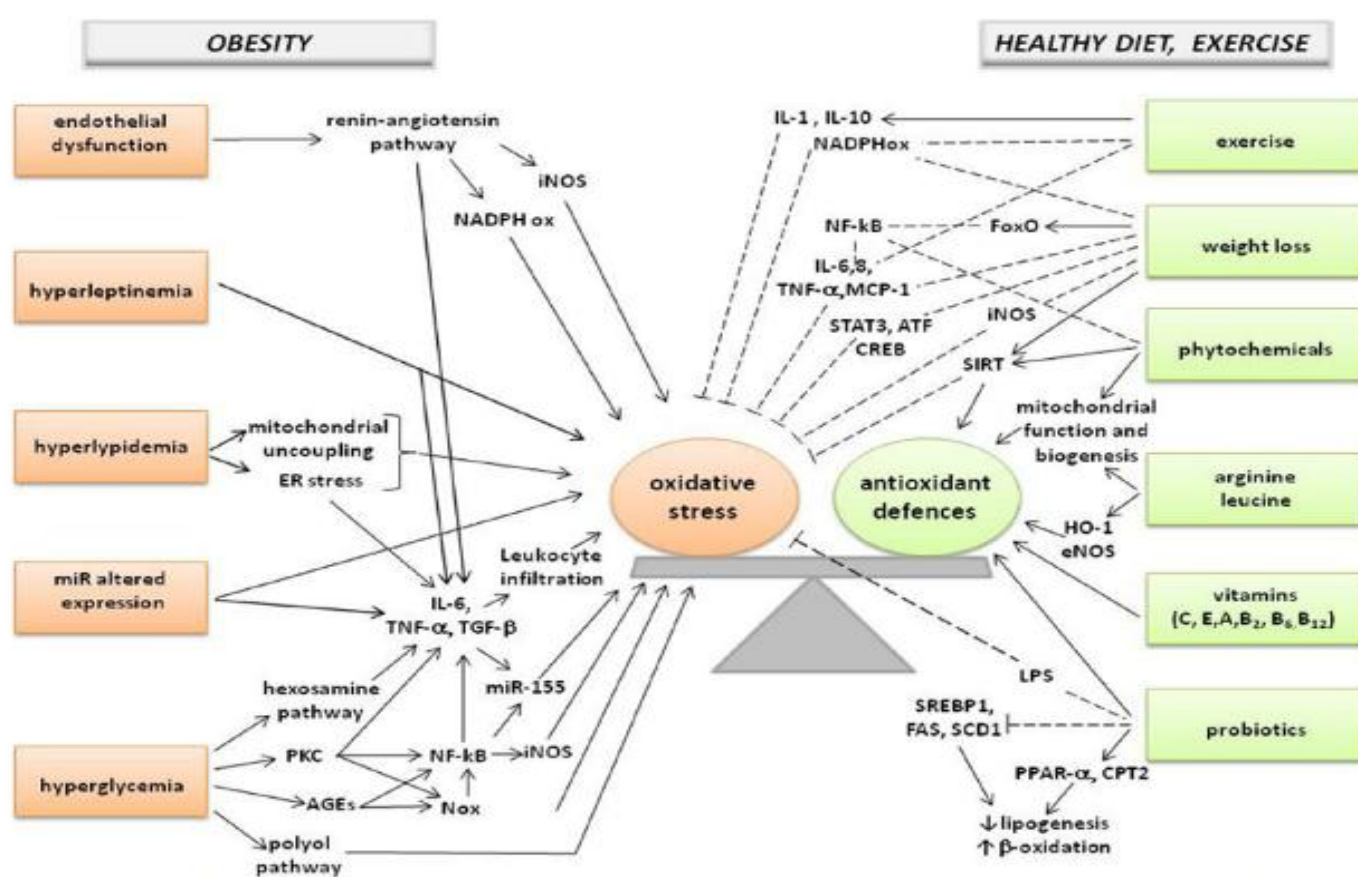 OBESITY
HEALTHY DIET, EXERCISE
endothelial
dysfunction
renin-angiotensin
pathway
iNOS
NADPH ox
hyperleptinemia
hyperlypidemia
mitochondrial
uncoupling
ER stress
miR altered
expression
Leukocyte
infiltration
IL-6,
TNF-α, TGF-β
miR-155
hexosamine
pathway
hyperglycemia
PKC
NF-kB
iNOS
AGEs
Nox
polyol
pathway
oxidative
stress
antioxidant
defences
IL-1 , IL-10
NADPHox
NF-kB
FoxO
IL-6,8,
TNF-α,MCP-1
STAT3, ATF
CREB
iNOS
SIRT
mitochondrial
function and
biogenesis
HO-1
eNOS
LPS
SREBP1,
FAS, SCD1
PPAR-α, CPT2
↓ lipogenesis
↑ β-oxidation
exercise
weight loss
phytochemicals
arginine
leucine
vitamins
(C, E,A,B₂, B₆,B₁₂)
probiotics